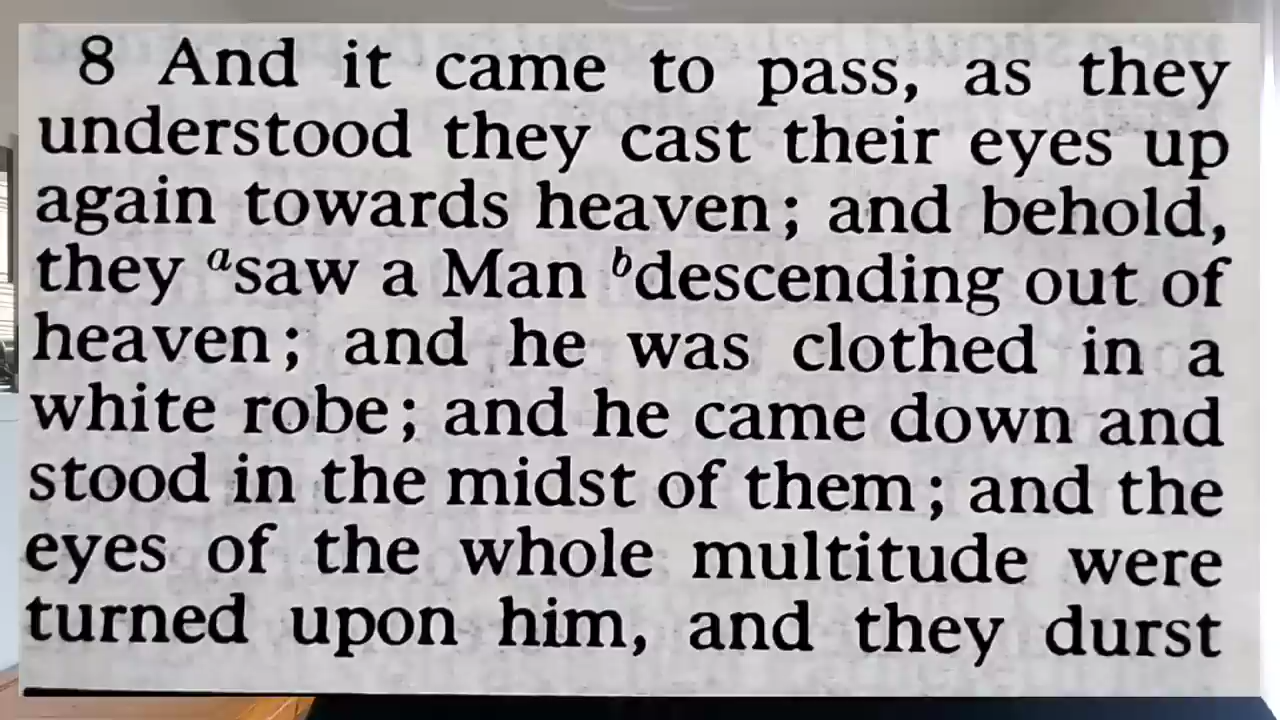 8 And it came to pass, as they
understood they cast their eyes up
again towards heaven; and behold,
they ᵃsaw a Man ᵇdescending out of
heaven; and he was clothed in a
white robe; and he came down and
stood in the midst of them; and the
eyes of the whole multitude were
turned upon him, and they durst